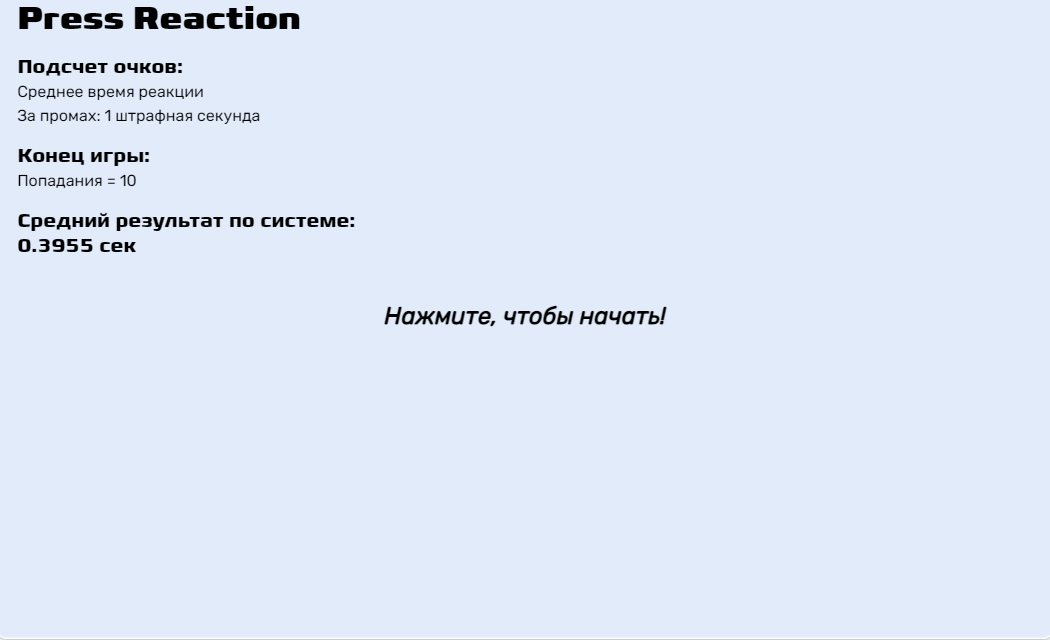 Press Reaction
Подсчет очков:
Среднее время реакции
За промах: 1 штрафная секунда
Конец игры:
Попадания = 10
Средний результат по системе:
0.3955 сек
Нажмите, чтобы начать!